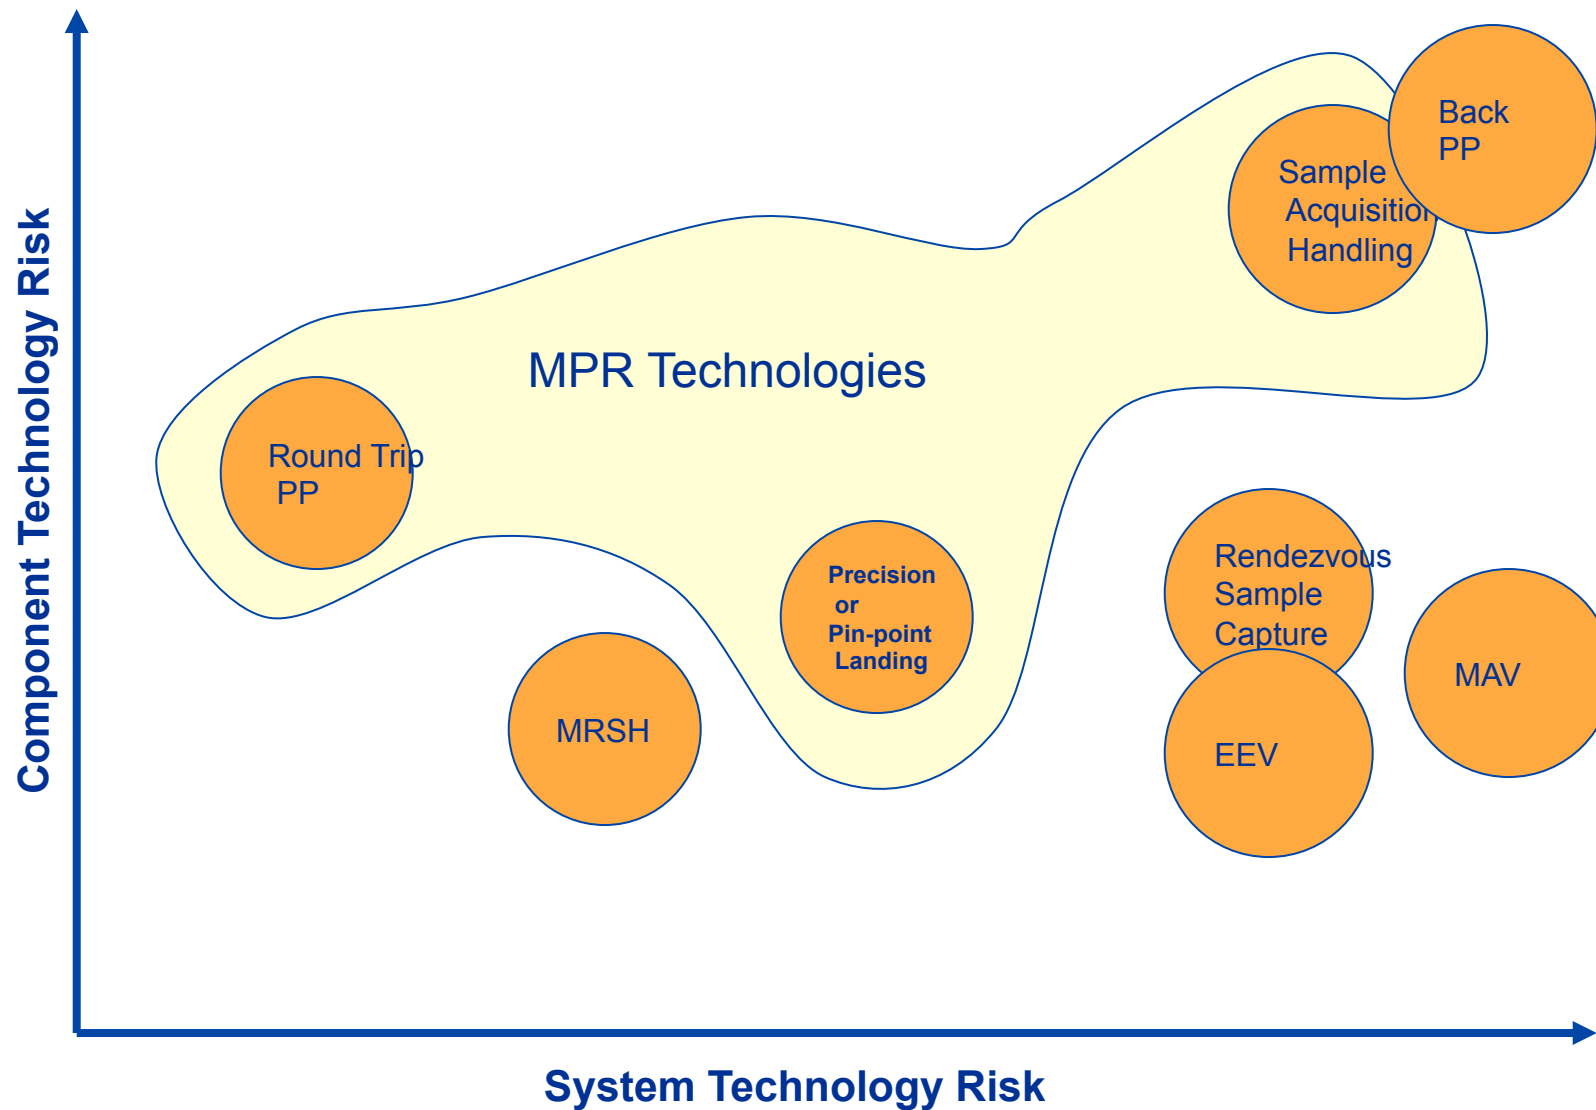 Component Technology Risk
Back
PP
Sample
Acquisition
Handling
MPR Technologies
Round Trip
PP
Precision
or
Pin-point
Landing
Rendezvous
Sample
Capture
MAV
MRSH
EEV
System Technology Risk